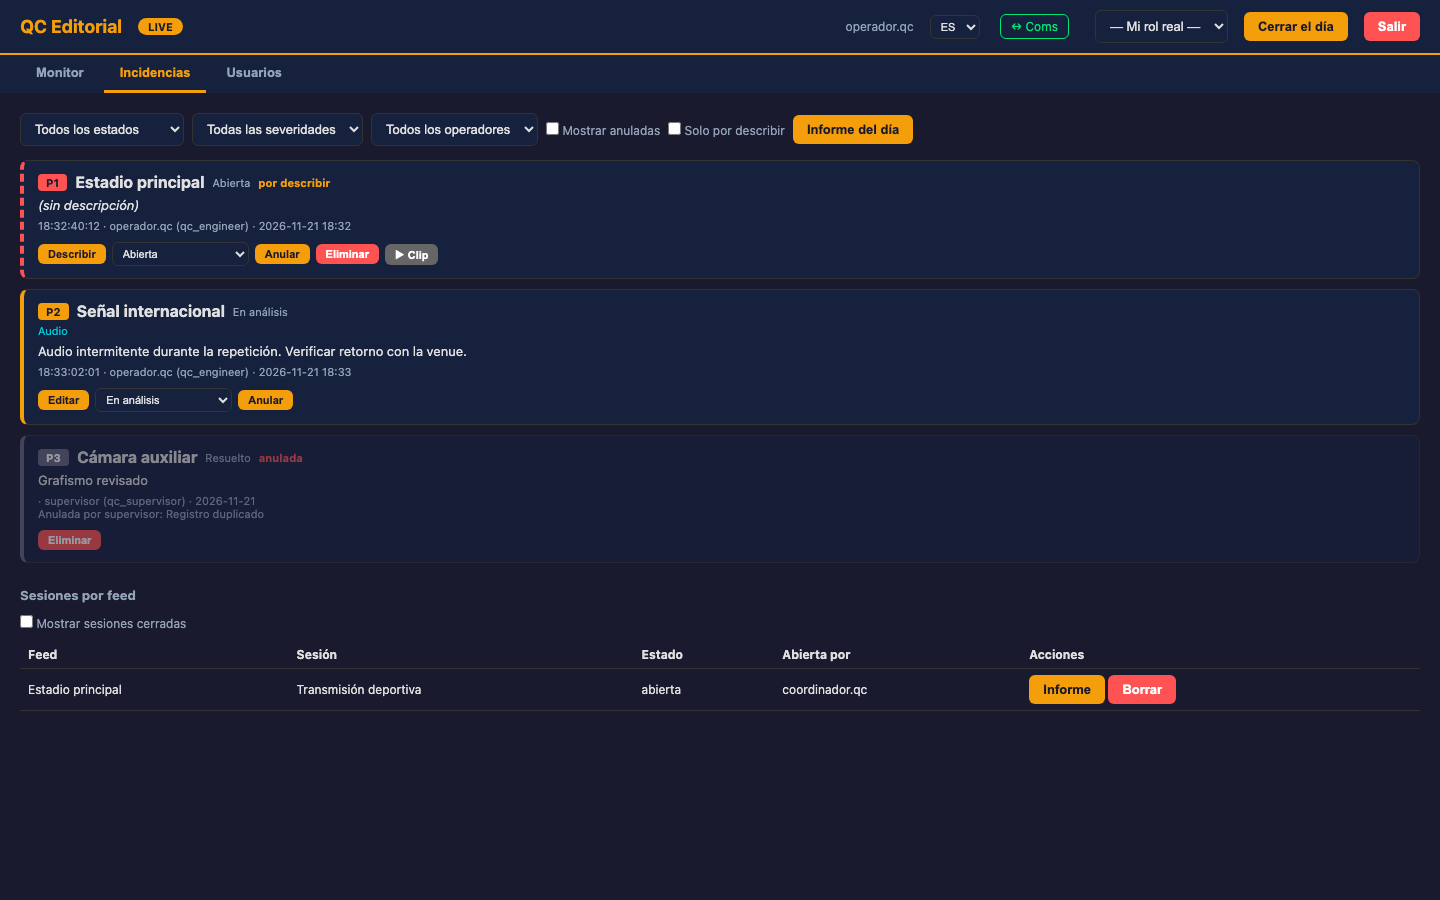 QC Editorial LIVE operador.qc ES ↔ Coms — Mi rol real — Cerrar el día Salir
Monitor Incidencias Usuarios
Todos los estados Todas las severidades Todos los operadores Mostrar anuladas Solo por describir Informe del día
P1 Estadio principal Abierta por describir
(sin descripción)
18:32:40:12 · operador.qc (qc_engineer) · 2026-11-21 18:32
Describir Abierta Anular Eliminar ▶ Clip
P2 Señal internacional En análisis
Audio
Audio intermitente durante la repetición. Verificar retorno con la venue.
18:33:02:01 · operador.qc (qc_engineer) · 2026-11-21 18:33
Editar En análisis Anular
P3 Cámara auxiliar Resuelto anulada
Grafismo revisado
· supervisor (qc_supervisor) · 2026-11-21
Anulada por supervisor: Registro duplicado
Eliminar
Sesiones por feed
Mostrar sesiones cerradas
Feed Sesión Estado Abierta por Acciones
Estadio principal Transmisión deportiva abierta coordinador.qc Informe Borrar